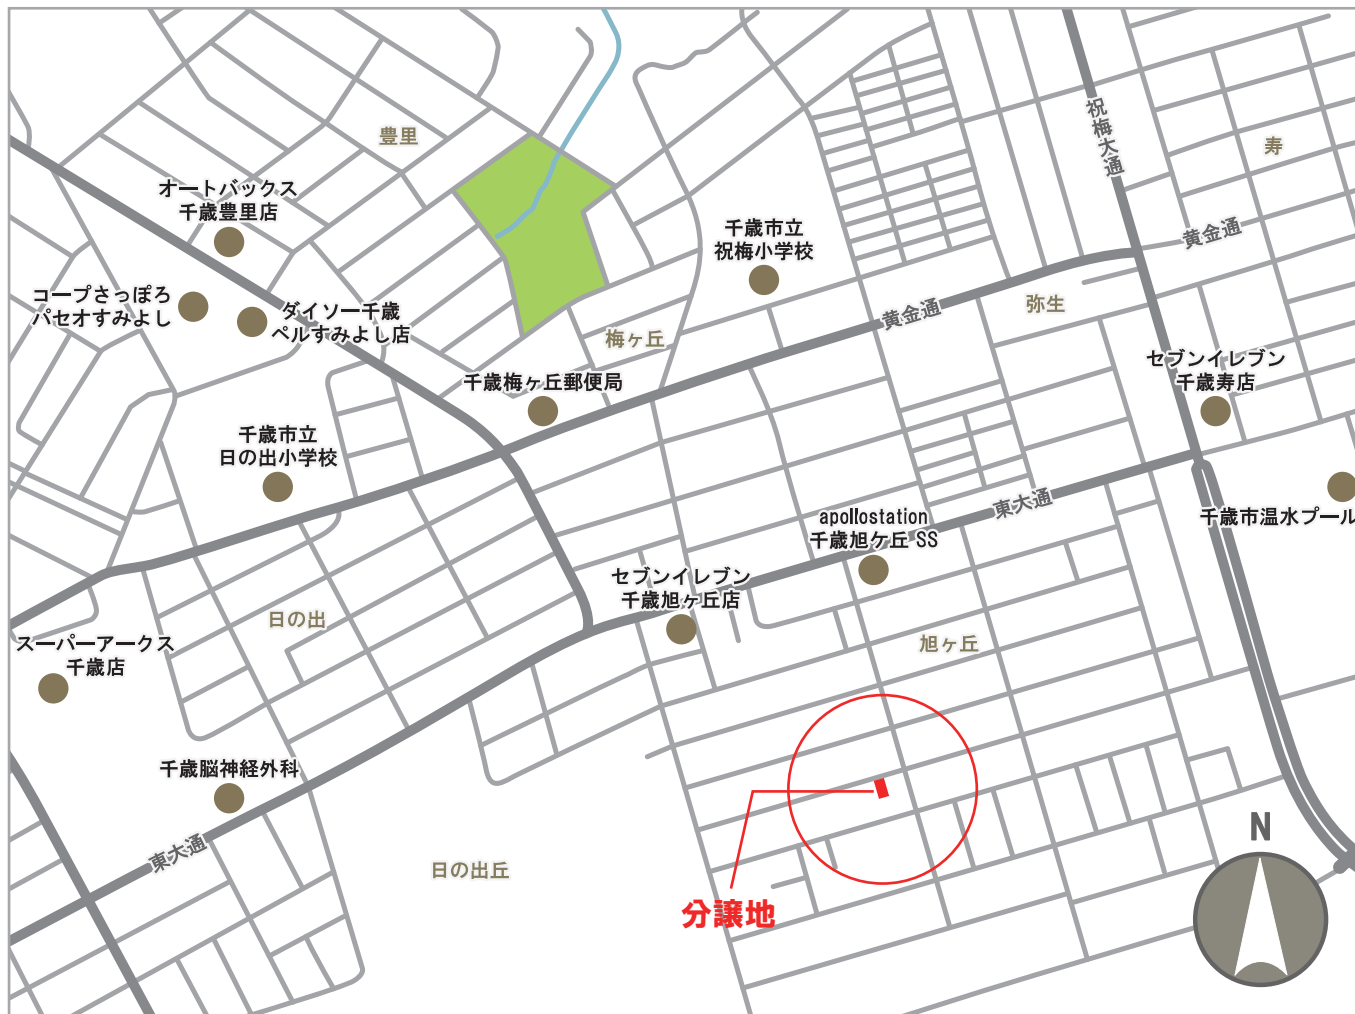 祝梅大通
豊里
寿
オートバックス
千歳豊里店
千歳市立
祝梅小学校
黄金通
コープさっぽろ
パセオすみよし
ダイソー千歳
ペルすみよし店
弥生
黄金通
梅ヶ丘
セブンイレブン
千歳寿店
千歳梅ヶ丘郵便局
千歳市立
日の出小学校
東大通
apollostation
千歳旭ケ丘 SS
千歳市温水プール
セブンイレブン
千歳旭ヶ丘店
日の出
旭ヶ丘
スーパーアークス
千歳店
千歳脳神経外科
東大通
日の出丘
分譲地
N